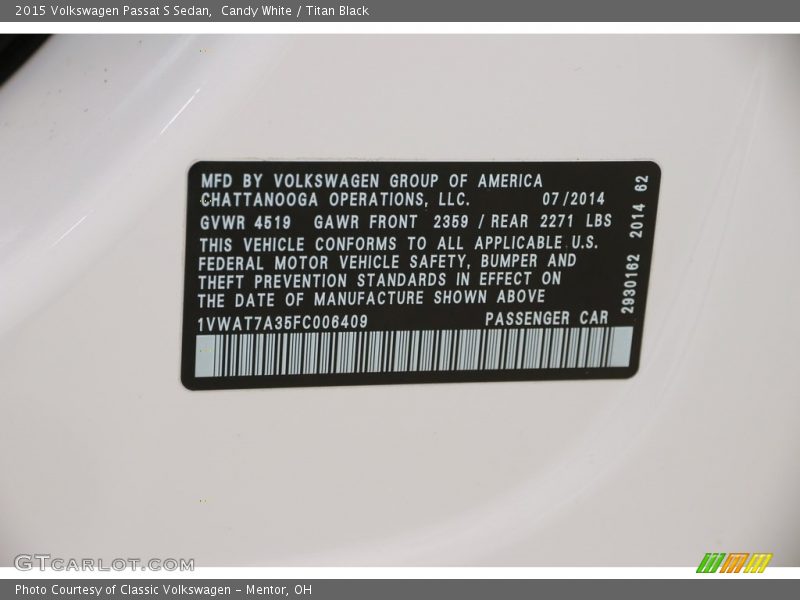 2015 Volkswagen Passat S Sedan,  Candy White / Titan Black
MFD BY VOLKSWAGEN GROUP OF AMERICA
CHATTANOOGA OPERATIONS, LLC. 07/2014
GVWR 4519 GAWR FRONT 2359 / REAR 2271 LBS
THIS VEHICLE CONFORMS TO ALL APPLICABLE U.S.
FEDERAL MOTOR VEHICLE SAFETY, BUMPER AND
THEFT PREVENTION STANDARDS IN EFFECT ON
THE DATE OF MANUFACTURE SHOWN ABOVE
1VWAT7A35FC006409 PASSENGER CAR
2930162 2014 62
GTCARLOT.COM
Photo Courtesy of Classic Volkswagen - Mentor, OH